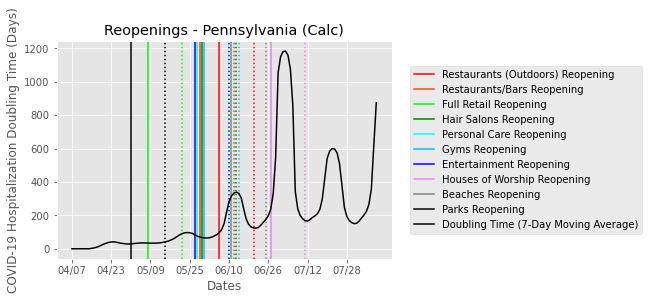 Reopenings - Pennsylvania (Calc)
COVID-19 Hospitalization Doubling Time (Days)
1200
1000
800
600
400
200
0
04/07 04/23 05/09 05/25 06/10 06/26 07/12 07/28
Dates
Restaurants (Outdoors) Reopening
Restaurants/Bars Reopening
Full Retail Reopening
Hair Salons Reopening
Personal Care Reopening
Gyms Reopening
Entertainment Reopening
Houses of Worship Reopening
Beaches Reopening
Parks Reopening
Doubling Time (7-Day Moving Average)